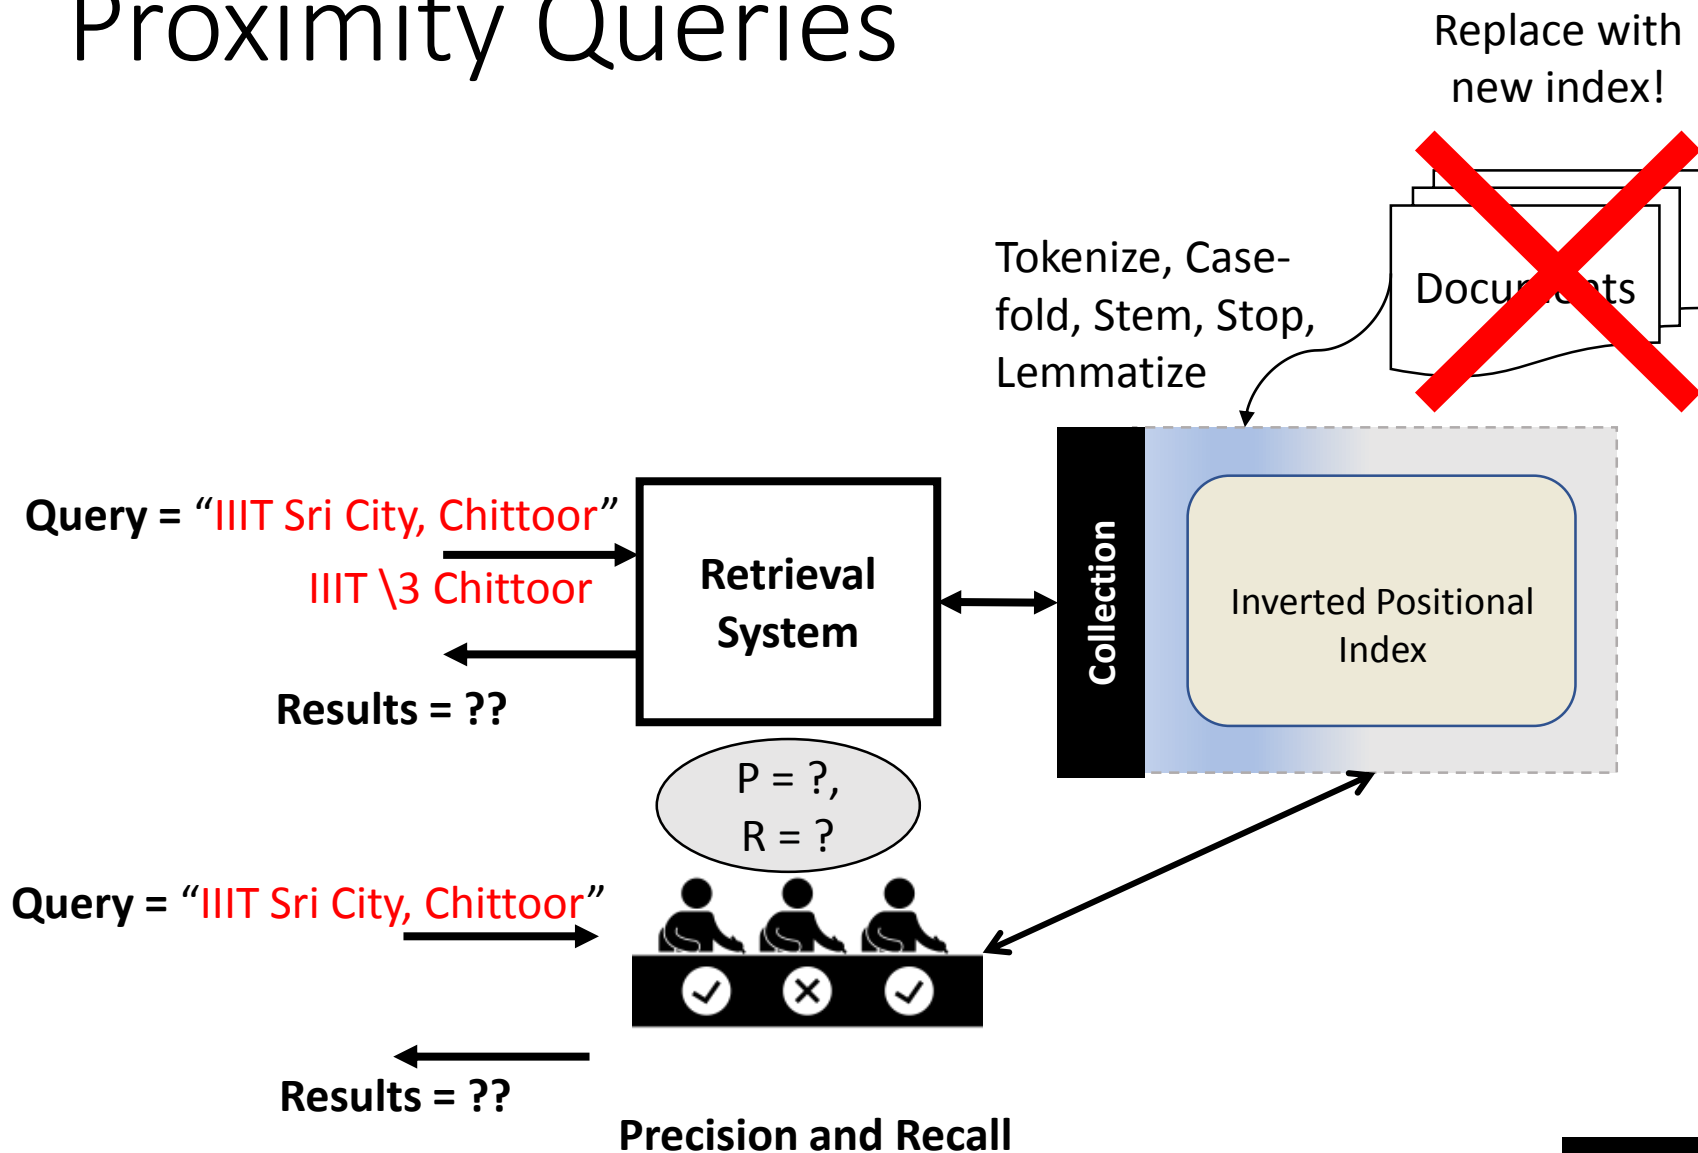 Proximity Queries
Replace with
new index!
Tokenize, Case-
fold, Stem, Stop,
Lemmatize
Documents
Query = “IIIT Sri City, Chittoor”
IIIT \3 Chittoor
Results = ??
Retrieval
System
Collection
Inverted Positional
Index
P = ?,
R = ?
Query = “IIIT Sri City, Chittoor”
Results = ??
Precision and Recall